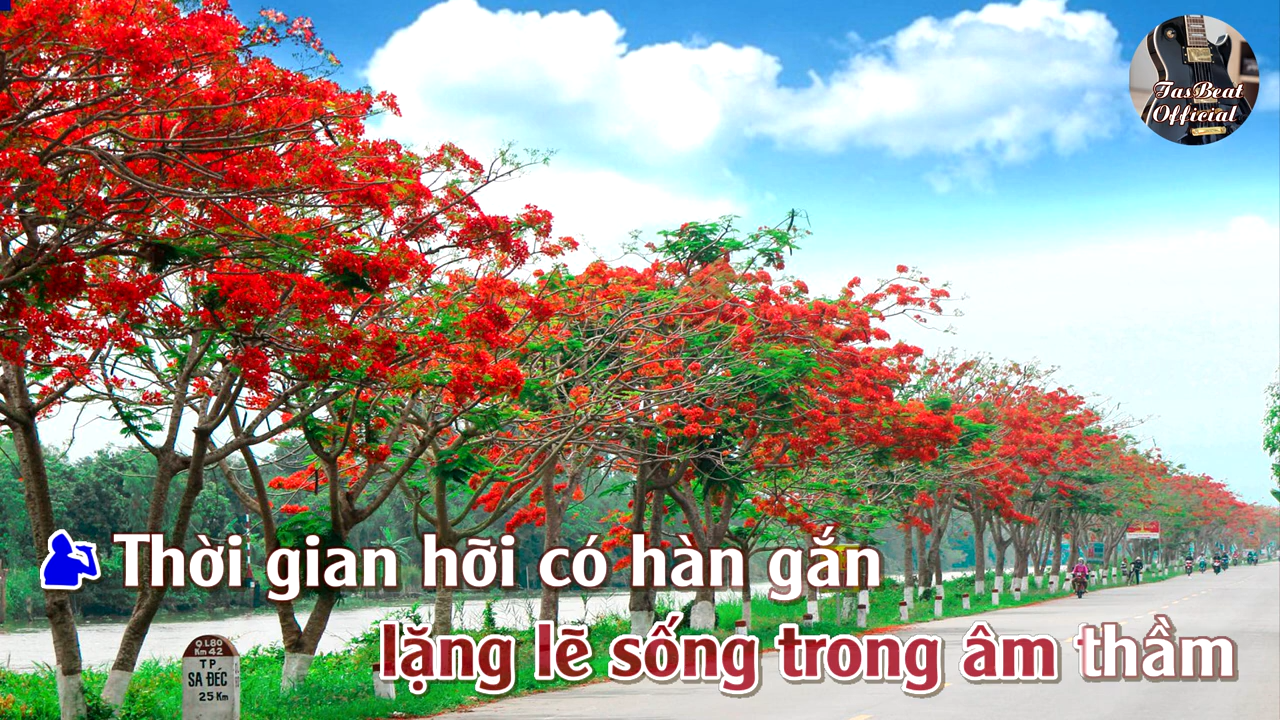 TasBeat
Official
Thời gian hỡi có hàn gắn
lặng lẽ sống trong âm thầm
Q.L80
Km 42
T P
SA ĐÉC
25 Km